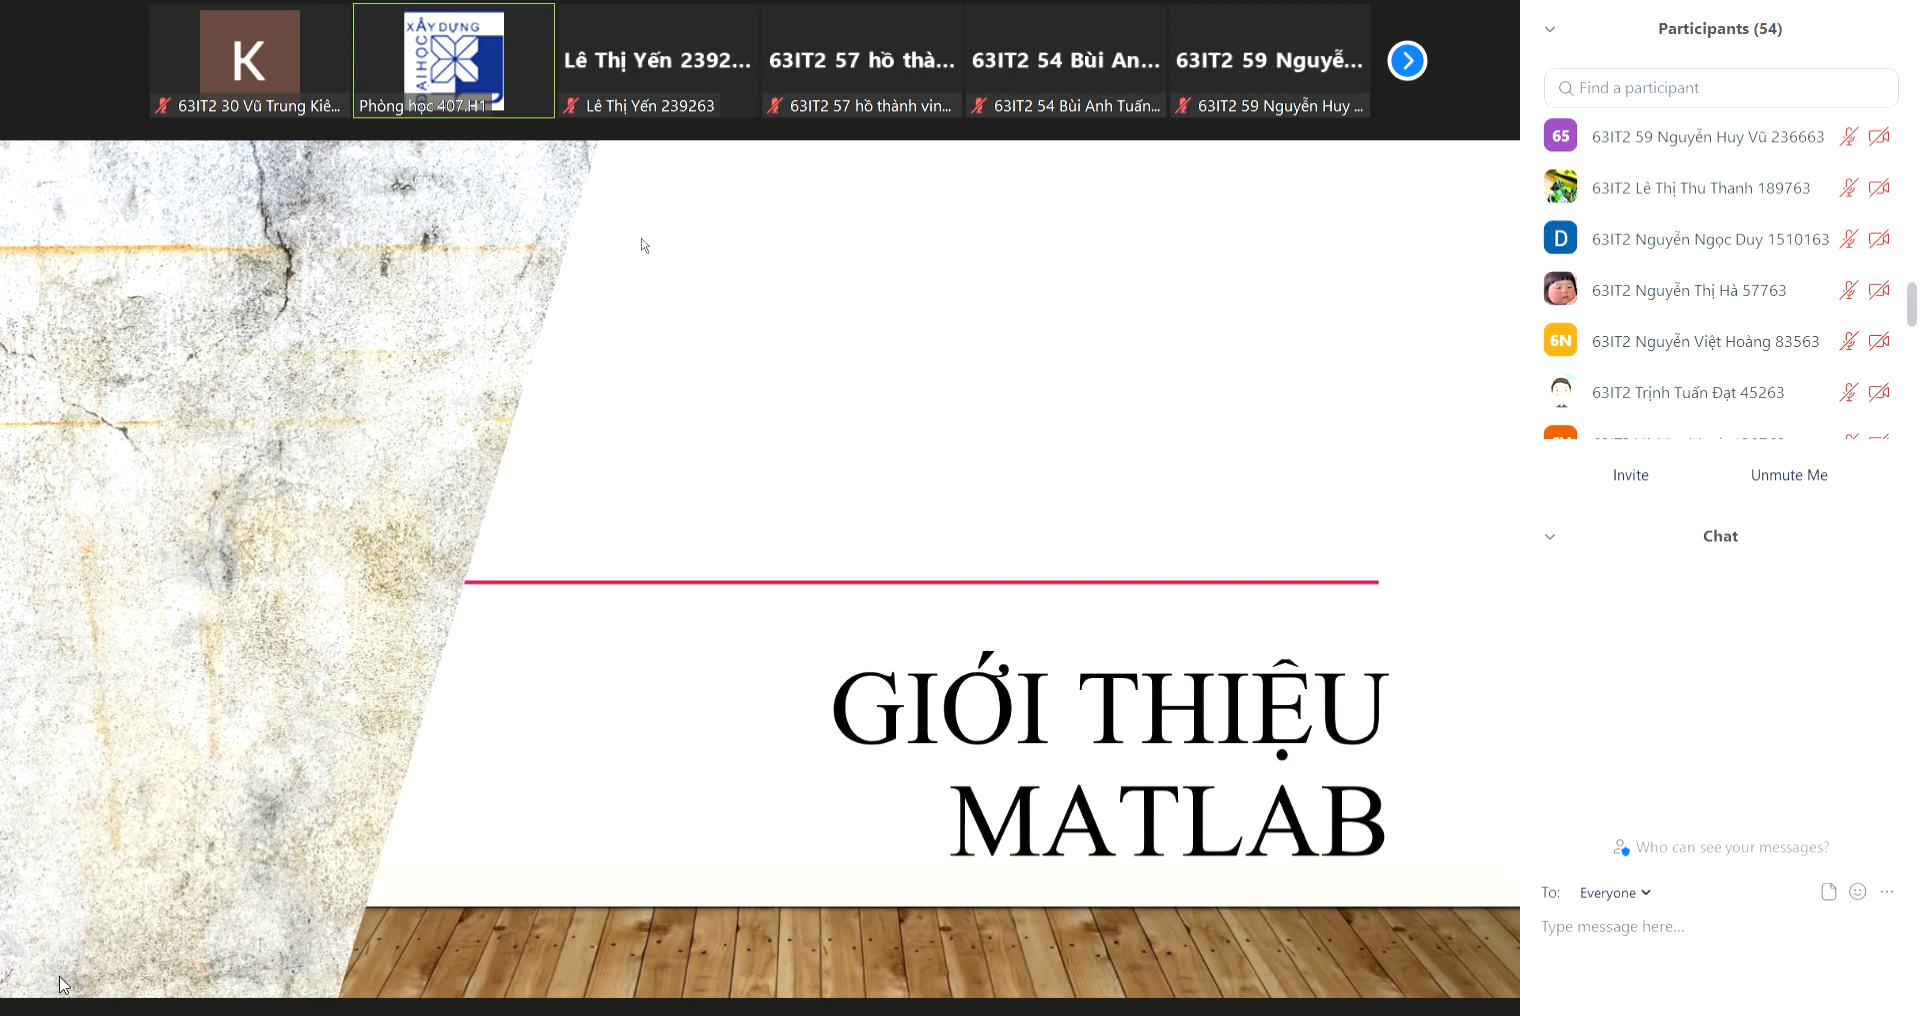 K
XÂY DỰNG
ĐẠI HỌC
Lê Thị Yến 2392...
63IT2 57 hồ thà...
63IT2 54 Bùi An...
63IT2 59 Nguyễ...
63IT2 30 Vũ Trung Kiê...
Phòng học 407.H1
Lê Thị Yến 239263
63IT2 57 hồ thành vin...
63IT2 54 Bùi Anh Tuấn...
63IT2 59 Nguyễn Huy ...
GIỚI THIỆU
MATLAB
Participants (54)
Find a participant
65 63IT2 59 Nguyễn Huy Vũ 236663
63IT2 Lê Thị Thu Thanh 189763
D 63IT2 Nguyễn Ngọc Duy 1510163
63IT2 Nguyễn Thị Hà 57763
6N 63IT2 Nguyễn Việt Hoàng 83563
63IT2 Trịnh Tuấn Đạt 45263
Invite Unmute Me
Chat
Who can see your messages?
To: Everyone
Type message here...